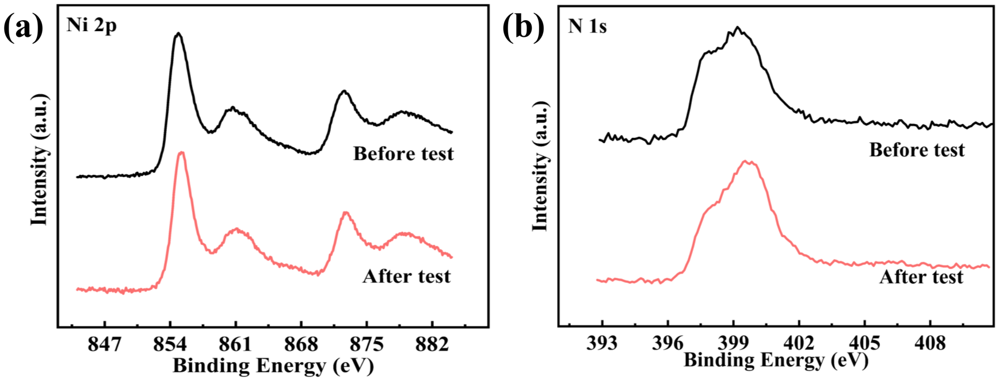 (a)
Ni 2p
Intensity (a.u.)
Before test
After test
847 854 861 868 875 882
Binding Energy (eV)
(b)
N 1s
Intensity (a.u.)
Before test
After test
393 396 399 402 405 408
Binding Energy (eV)